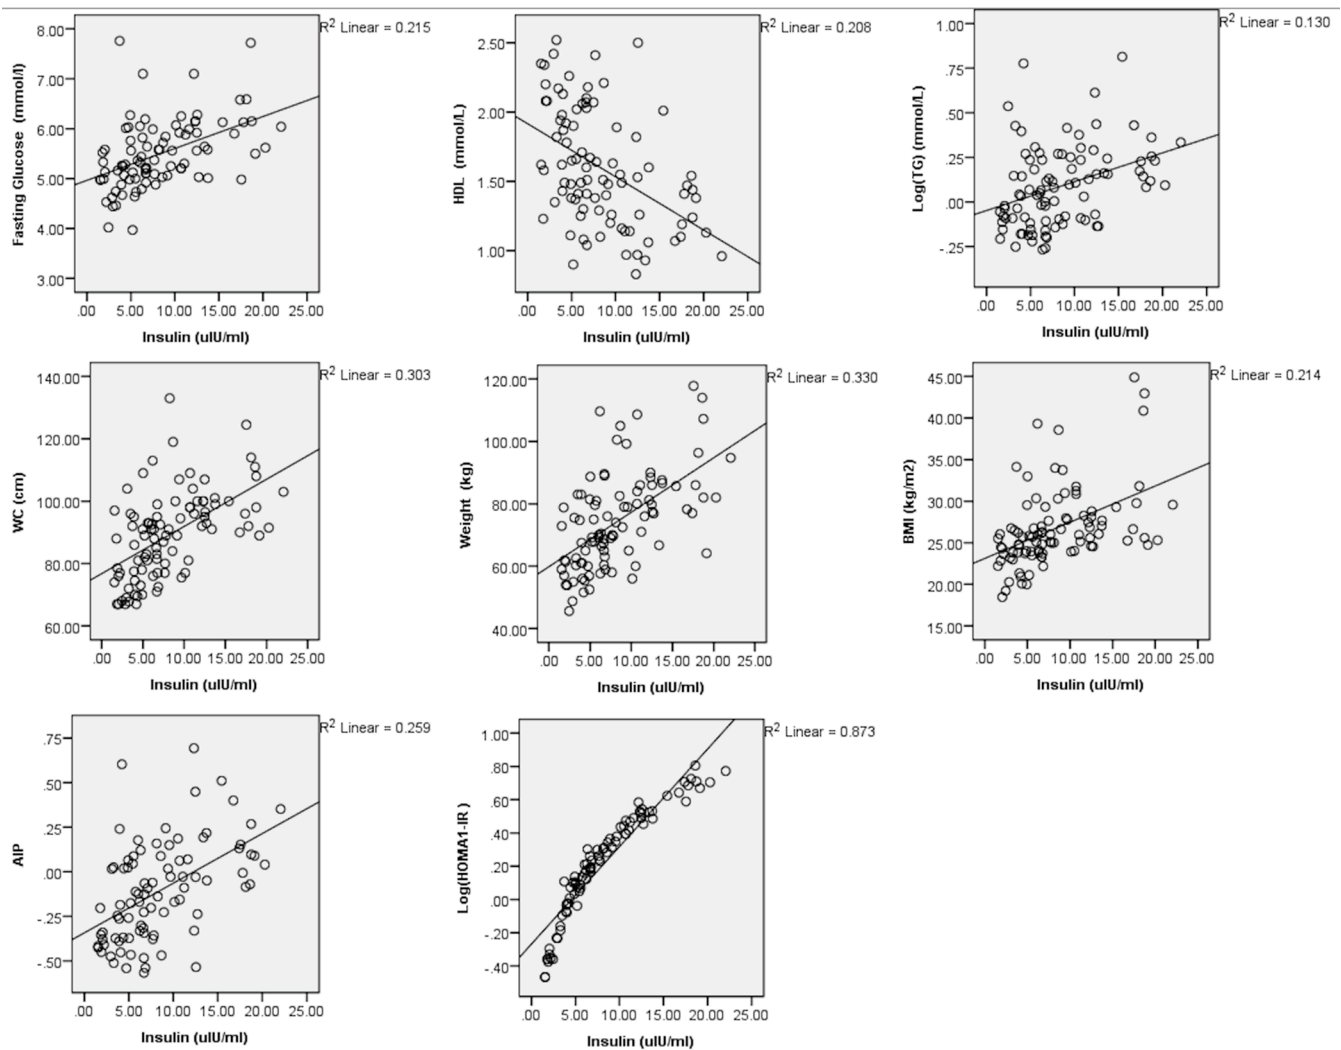 R² Linear = 0.215
Fasting Glucose (mmol/l)
8.00
7.00
6.00
5.00
4.00
3.00
.00 5.00 10.00 15.00 20.00 25.00
Insulin (uIU/ml)
R² Linear = 0.208
HDL (mmol/L)
2.50
2.00
1.50
1.00
.00 5.00 10.00 15.00 20.00 25.00
Insulin (uIU/ml)
R² Linear = 0.130
Log(TG) (mmol/L)
1.00
.75
.50
.25
.00
-.25
.00 5.00 10.00 15.00 20.00 25.00
Insulin (uIU/ml)
R² Linear = 0.303
WC (cm)
140.00
120.00
100.00
80.00
60.00
.00 5.00 10.00 15.00 20.00 25.00
Insulin (uIU/ml)
R² Linear = 0.330
Weight (kg)
120.00
100.00
80.00
60.00
40.00
.00 5.00 10.00 15.00 20.00 25.00
Insulin (uIU/ml)
R² Linear = 0.214
BMI (kg/m2)
45.00
40.00
35.00
30.00
25.00
20.00
15.00
.00 5.00 10.00 15.00 20.00 25.00
Insulin (uIU/ml)
R² Linear = 0.259
AIP
.75
.50
.25
.00
-.25
-.50
.00 5.00 10.00 15.00 20.00 25.00
Insulin (uIU/ml)
R² Linear = 0.873
Log(HOMA1-IR )
1.00
.80
.60
.40
.20
.00
-.20
-.40
.00 5.00 10.00 15.00 20.00 25.00
Insulin (uIU/ml)